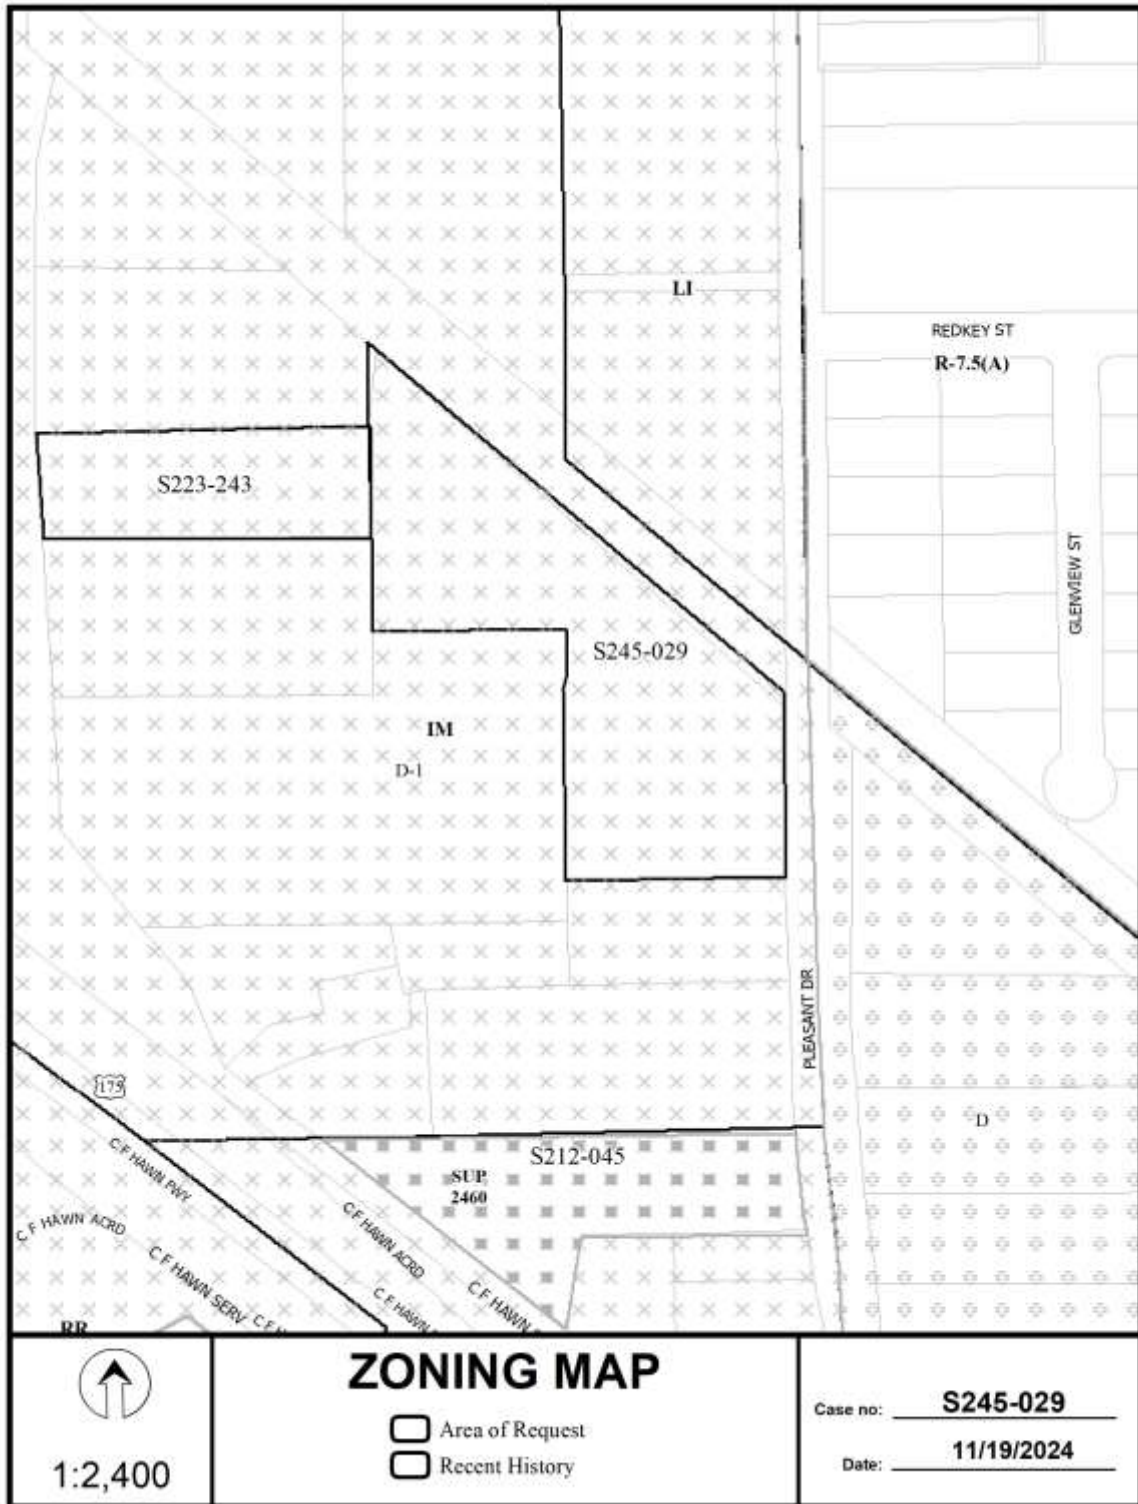 LI
REDKEY ST
R-7.5(A)
S223-243
GLENVIEW ST
S245-029
IM
D-1
PLEASANT DR
175
D
S212-045
SUP
2460
C F HAWN FWY
C F HAWN ACRD
C F HAWN ACRD
C F HAWN SERV
C F HAWN
C F HAWN
RR
ZONING MAP
Area of Request
Recent History
1:2,400
Case no: S245-029
Date: 11/19/2024